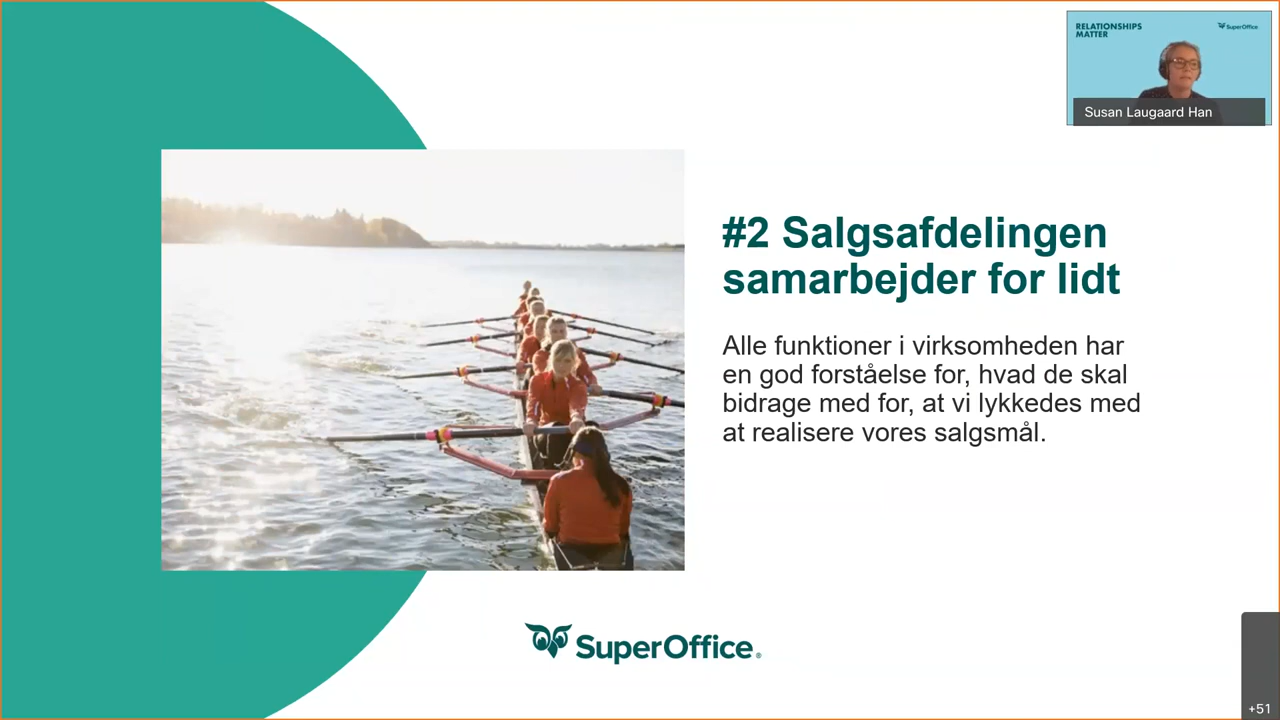 RELATIONSHIPS
MATTER
SuperOffice
Susan Laugaard Han
#2 Salgsafdelingen
samarbejder for lidt
Alle funktioner i virksomheden har
en god forståelse for, hvad de skal
bidrage med for, at vi lykkedes med
at realisere vores salgsmål.
SuperOffice®
+51